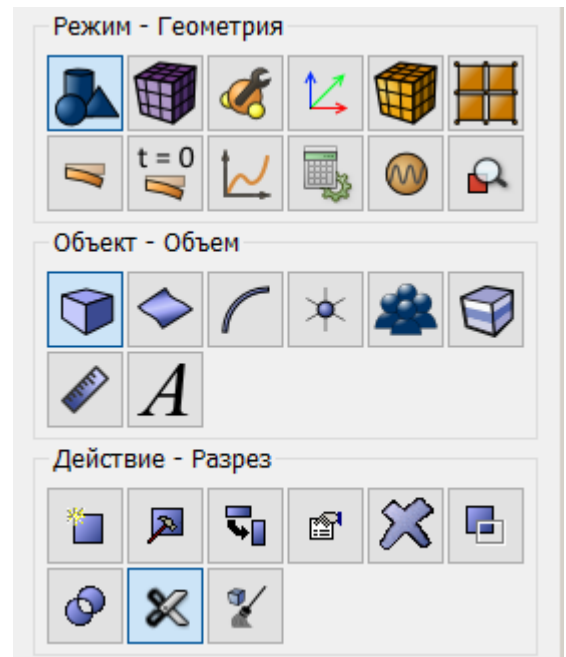 Режим - Геометрия
t = 0
Объект - Объем
A
Действие - Разрез